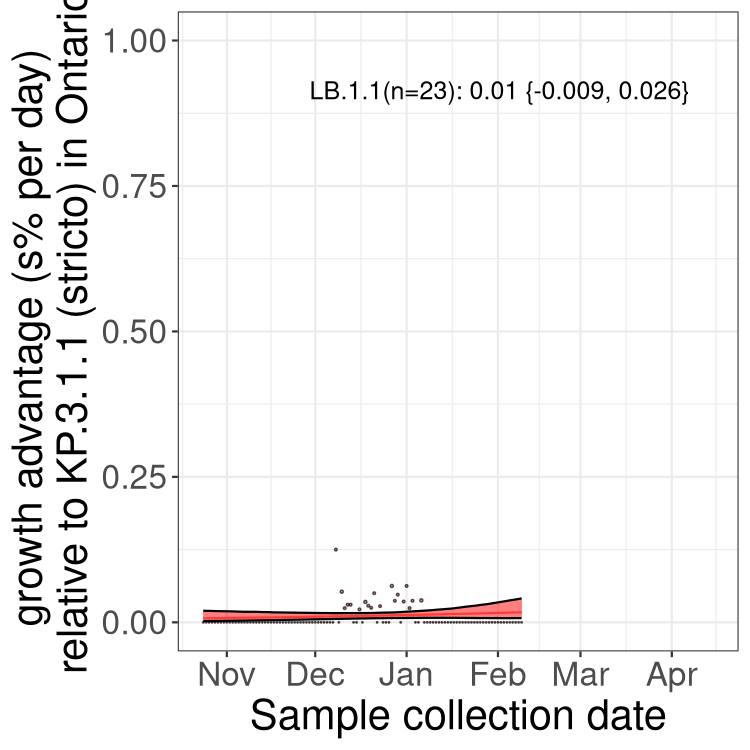 growth advantage (s% per day)
relative to KP.3.1.1 (stricto) in Ontario
1.00
LB.1.1(n=23): 0.01 {-0.009, 0.026}
0.75
0.50
0.25
0.00
Nov Dec Jan Feb Mar Apr
Sample collection date